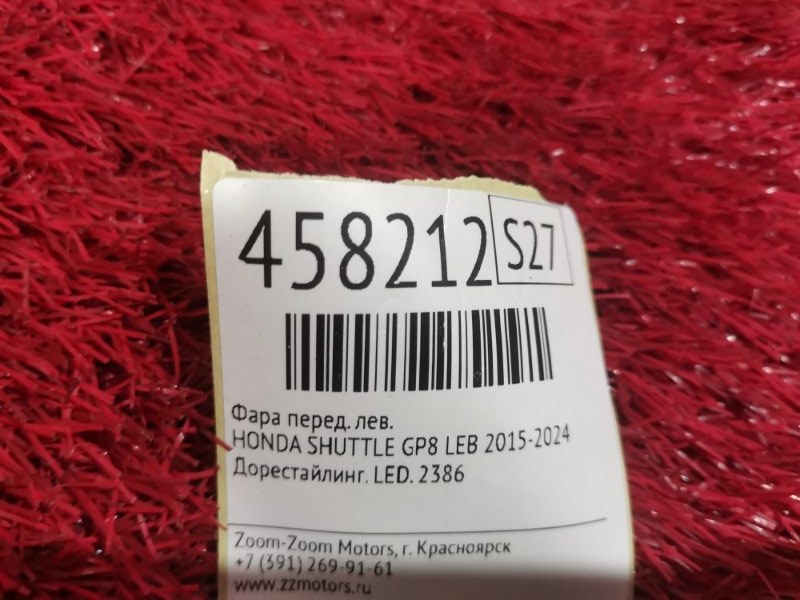 458212 S27
Фара перед. лев.
HONDA SHUTTLE GP8 LEB 2015-2024
Дорестайлинг. LED. 2386
Zoom-Zoom Motors, г. Красноярск
+7 (391) 269-91-61
www.zzmotors.ru